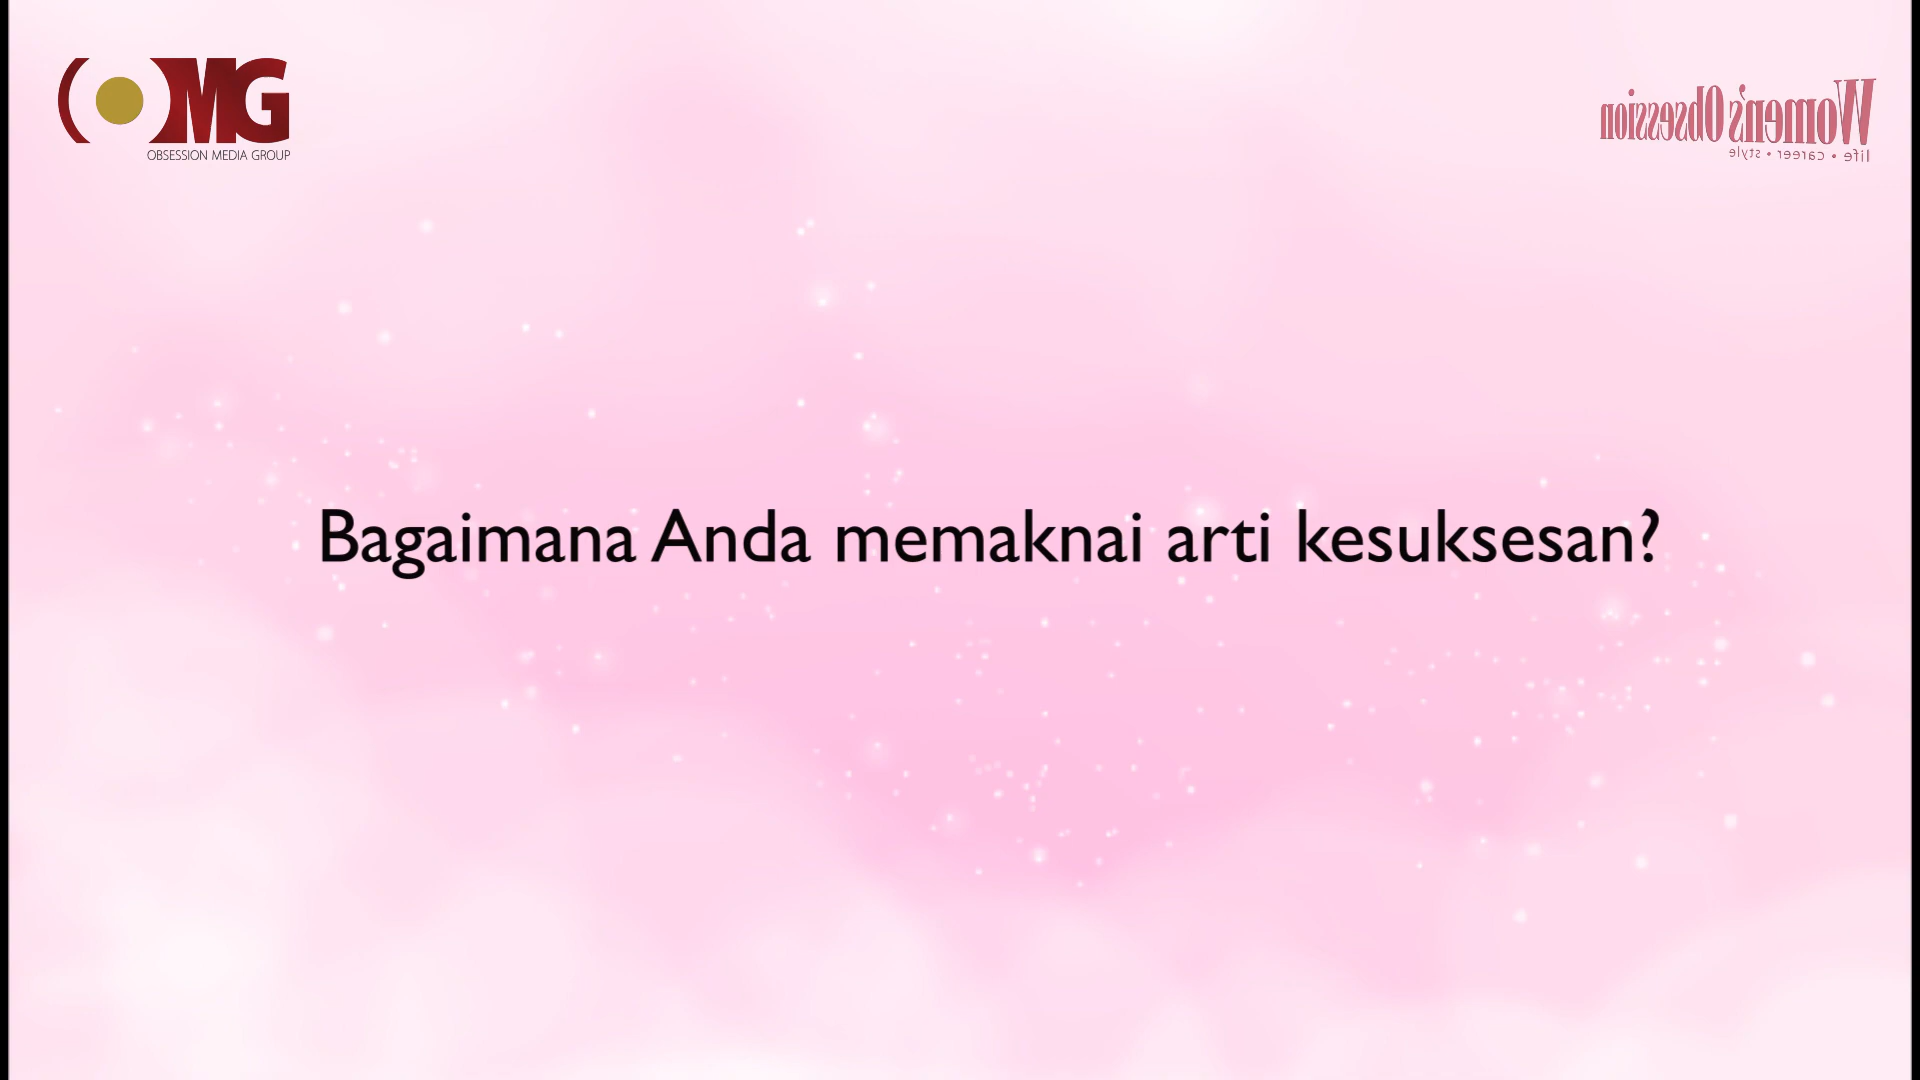 OMG
OBSESSION MEDIA GROUP
Women's Obsession
life • career • style
Bagaimana Anda memaknai arti kesuksesan?